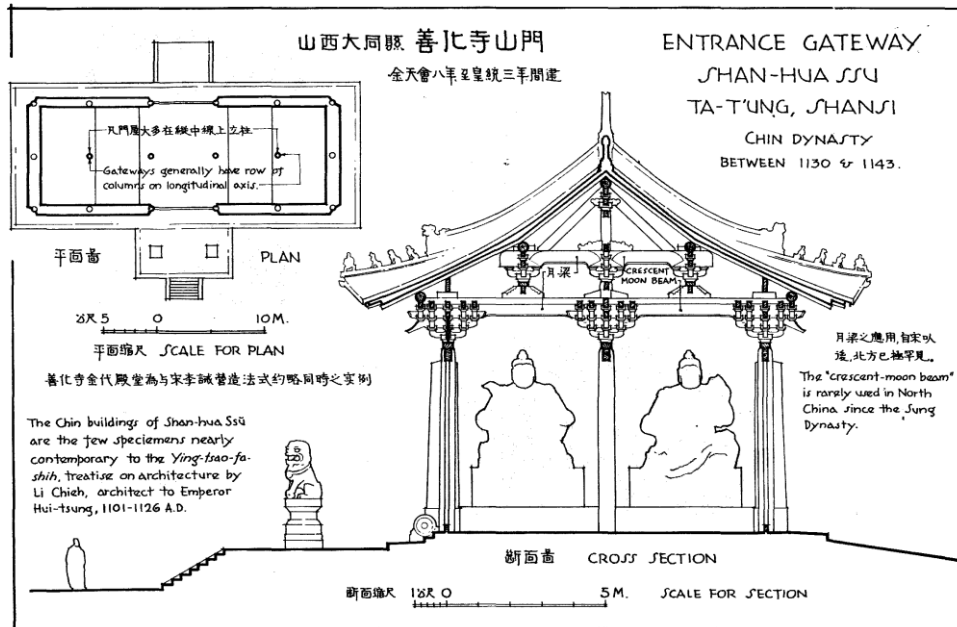 山西大同縣 善化寺山門
金天會八年至皇統三年間建
ENTRANCE GATEWAY
SHAN-HUA SSU
TA-T'UNG, SHANSI
CHIN DYNASTY
BETWEEN 1130 & 1143.
凡門屋大多在縱中線上立柱
Gateways generally have row of
columns on longitudinal axis.
平面圖 PLAN
公尺 5 0 10 M.
平面縮尺 SCALE FOR PLAN
善化寺金代殿堂為与宋李誡營造法式約略同時之实例
The Chin buildings of Shan-hua Ssŭ
are the few speciemens nearly
contemporary to the Ying-tsao-fa-
shih, treatise on architecture by
Li Chieh, architect to Emperor
Hui-tsung, 1101-1126 A.D.
月梁
CRESCENT
MOON BEAM
月梁之應用,自宋以
後,北方已極罕見。
The "crescent-moon beam"
is rarely used in North
China since the Sung
Dynasty.
斷面圖 CROSS SECTION
斷面縮尺 1公尺 0 5 M. SCALE FOR SECTION